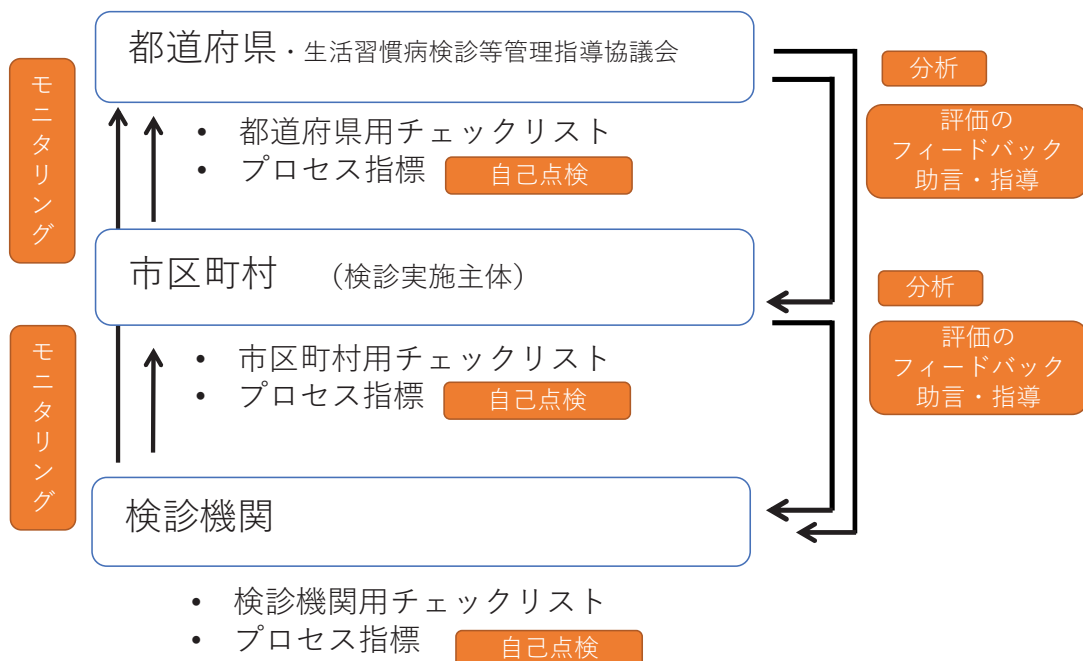 都道府県・生活習慣病検診等管理指導協議会
モニタリング
分析
• 都道府県用チェックリスト
• プロセス指標
自己点検
評価の
フィードバック
助言・指導
市区町村 (検診実施主体)
分析
モニタリング
• 市区町村用チェックリスト
• プロセス指標
自己点検
評価の
フィードバック
助言・指導
検診機関
• 検診機関用チェックリスト
• プロセス指標
自己点検